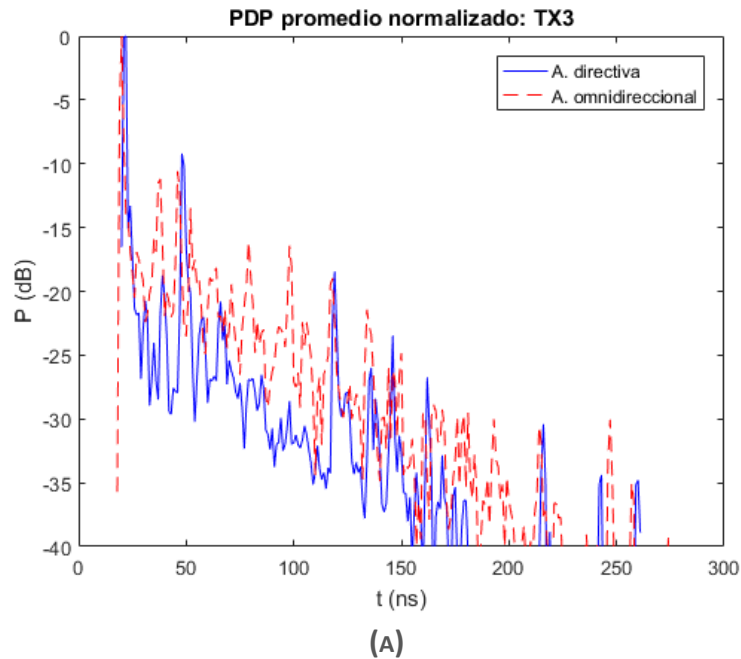 PDP promedio normalizado: TX3
A. directiva
A. omnidireccional
0
-5
-10
-15
-20
-25
-30
-35
-40
P (dB)
0
50
100
150
200
250
300
t (ns)
(A)